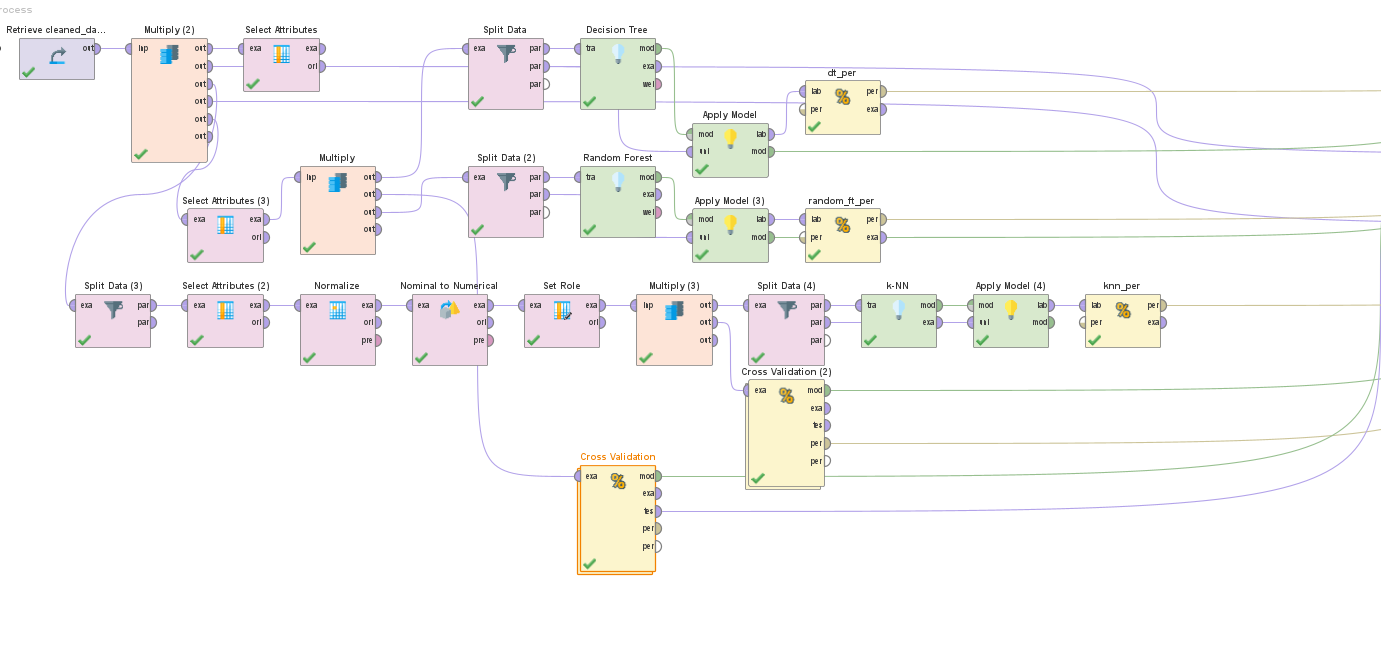 rocess
Retrieve cleaned_da...
out
Multiply (2)
inp
out
out
out
out
out
out
Select Attributes
exa
exa
ori
Split Data
exa
par
par
par
Decision Tree
tra
mod
exa
wei
dt_per
lab
per
per
exa
Apply Model
mod
lab
unl
mod
Multiply
inp
out
out
out
out
Split Data (2)
exa
par
par
par
Random Forest
tra
mod
exa
wei
Select Attributes (3)
exa
exa
ori
Apply Model (3)
mod
lab
unl
mod
random_ft_per
lab
per
per
exa
Split Data (3)
exa
par
par
Select Attributes (2)
exa
exa
ori
Normalize
exa
exa
ori
pre
Nominal to Numerical
exa
exa
ori
pre
Set Role
exa
exa
ori
Multiply (3)
inp
out
out
out
Split Data (4)
exa
par
par
par
k-NN
tra
mod
exa
Apply Model (4)
mod
lab
unl
mod
knn_per
lab
per
per
exa
Cross Validation (2)
exa
mod
exa
tes
per
per
Cross Validation
exa
mod
exa
tes
per
per